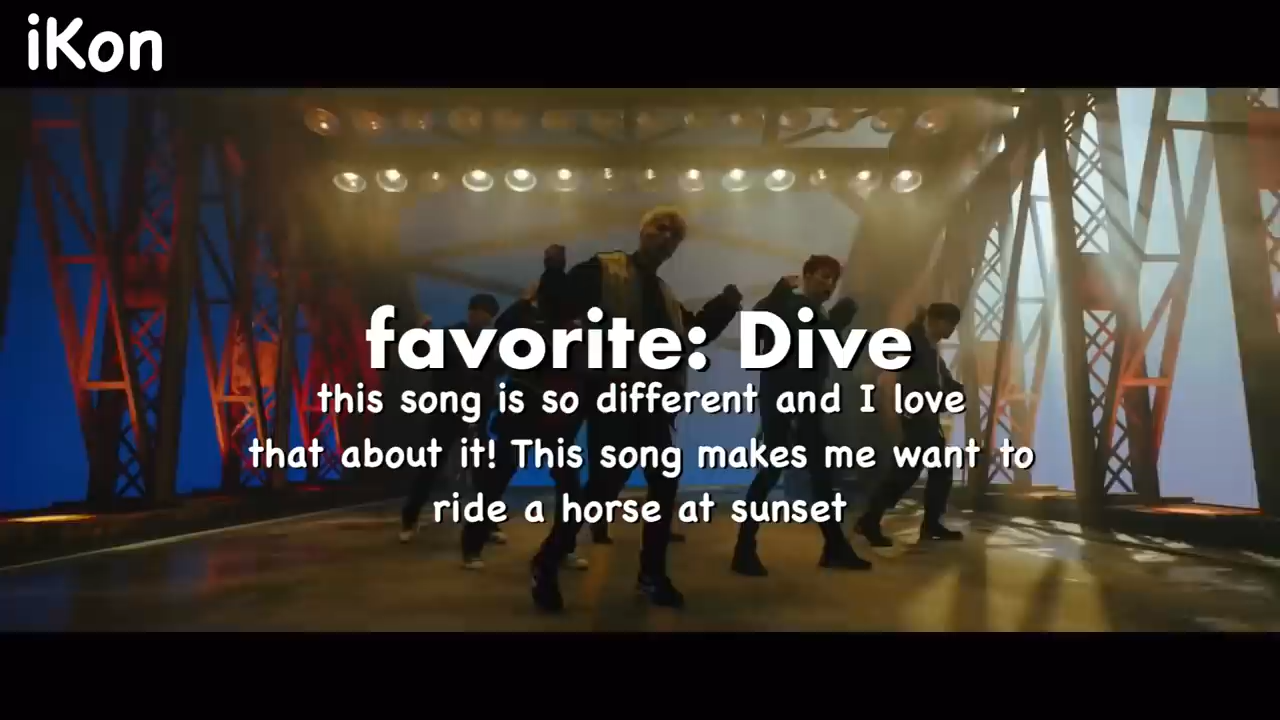 iKon
favorite: Dive
this song is so different and I love
that about it! This song makes me want to
ride a horse at sunset